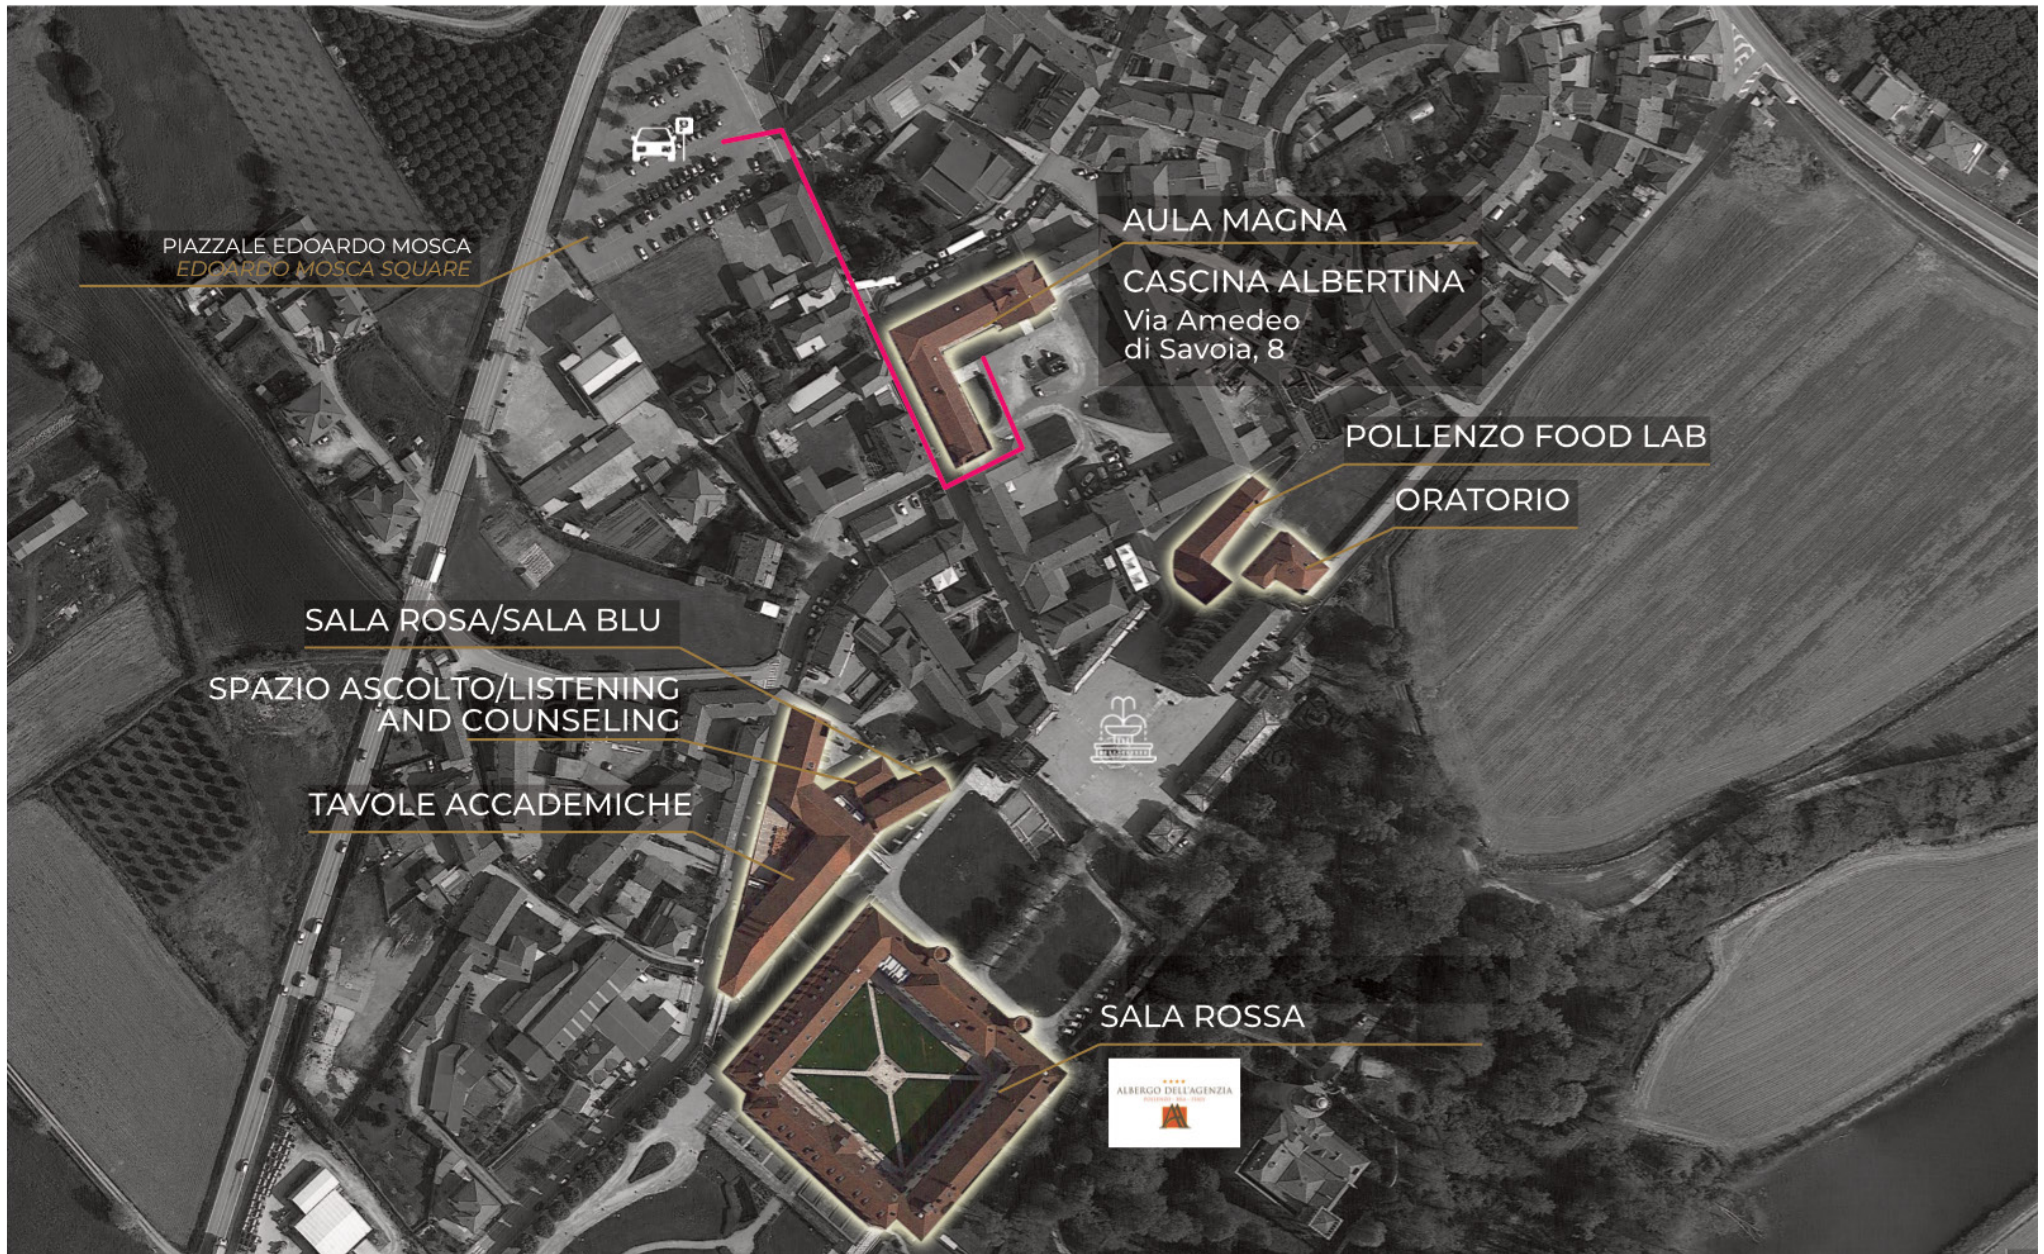 AULA MAGNA
PIAZZALE EDOARDO MOSCA
EDOARDO MOSCA SQUARE
CASCINA ALBERTINA
Via Amedeo
di Savoia, 8
POLLENZO FOOD LAB
ORATORIO
SALA ROSA/SALA BLU
SPAZIO ASCOLTO/LISTENING
AND COUNSELING
TAVOLE ACCADEMICHE
SALA ROSSA
ALBERGO DELL'AGENZIA
P